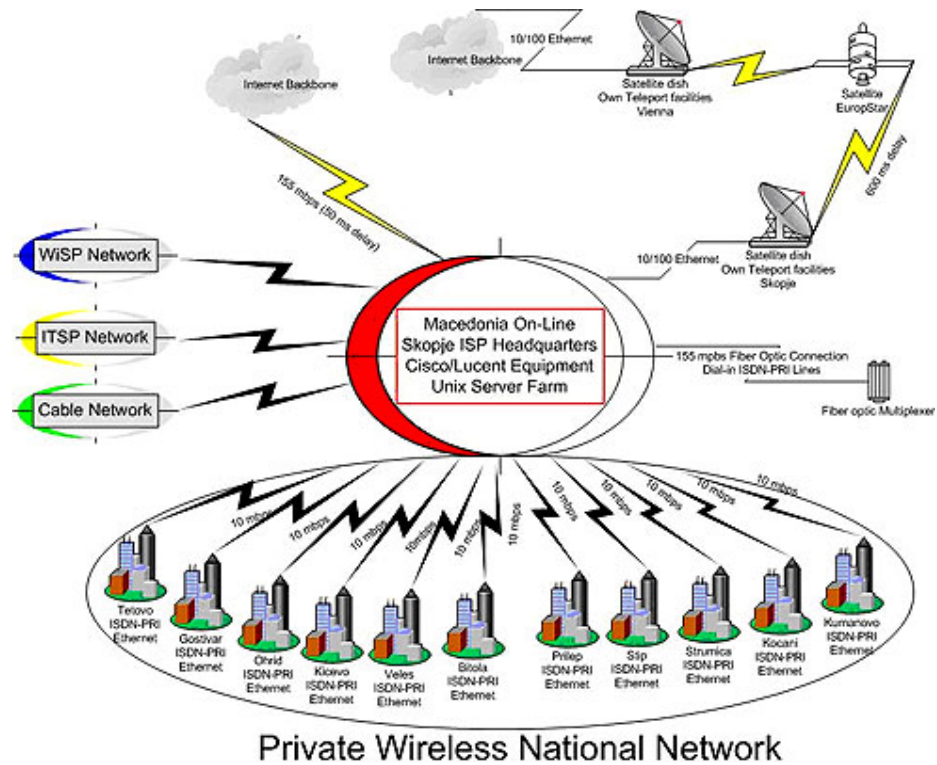 Internet Backbone
Internet Backbone
s
10/100 Ethernet
Satellite dish
Own Teleport facilities
Vienna
Satellite
EuropStar
600 ms delay
155 mbps (50 ms delay)
Satellite dish
Own Teleport facilities
Skopje
10/100 Ethernet
WiSP Network
ITSP Network
Cable Network
Macedonia On-Line
Skopje ISP Headquarters
Cisco/Lucent Equipment
Unix Server Farm
155 mpbs Fiber Optic Connection
Dial-in ISDN-PRI Lines
Fiber optic Multiplexer
10 mbps
10 mbps
10 mbps
10 mbps
10mbps
10 mbps
10 mbps
10 mbps
10 mbps
10 mbps
10 mbps
10 mbps
Tetovo
ISDN-PRI
Ethernet
Gostivar
ISDN-PRI
Ethernet
Ohrid
ISDN-PRI
Ethernet
Kicevo
ISDN-PRI
Ethernet
Veles
ISDN-PRI
Ethernet
Bitola
ISDN-PRI
Ethernet
Prilep
ISDN-PRI
Ethernet
Stip
ISDN-PRI
Ethernet
Strumica
ISDN-PRI
Ethernet
Kocani
ISDN-PRI
Ethernet
Kumanovo
ISDN-PRI
Ethernet
Private Wireless National Network